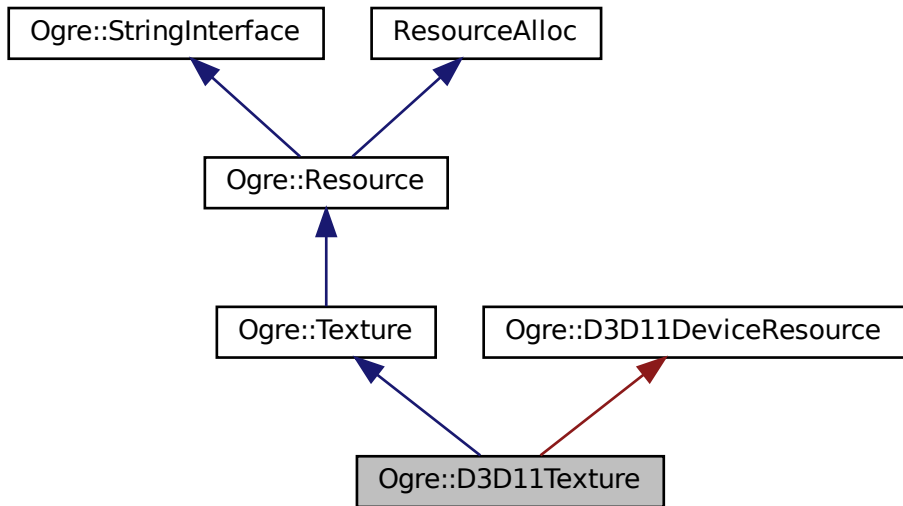 Ogre::StringInterface
ResourceAlloc
Ogre::Resource
Ogre::Texture
Ogre::D3D11DeviceResource
Ogre::D3D11Texture